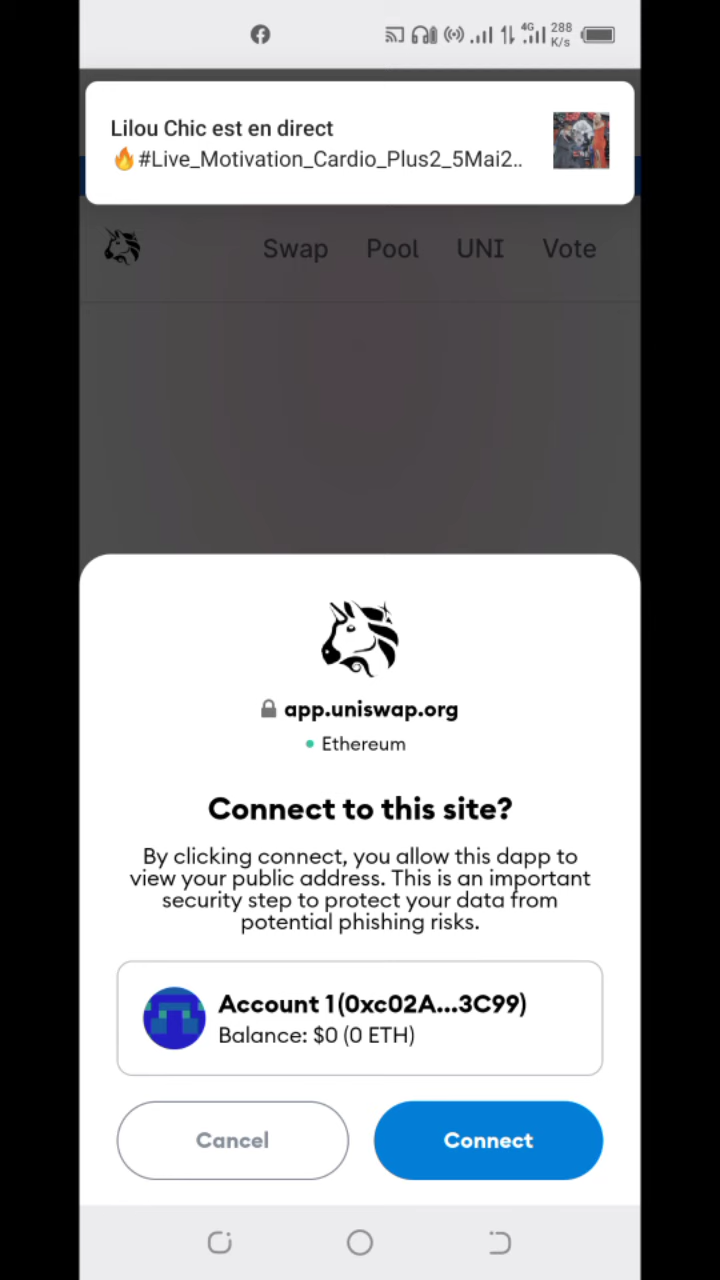 4G 288 K/s
Lilou Chic est en direct
🔥#Live_Motivation_Cardio_Plus2_5Mai2..
Swap Pool UNI Vote
app.uniswap.org
Ethereum
Connect to this site?
By clicking connect, you allow this dapp to
view your public address. This is an important
security step to protect your data from
potential phishing risks.
Account 1(0xc02A...3C99)
Balance: $0 (0 ETH)
Cancel Connect